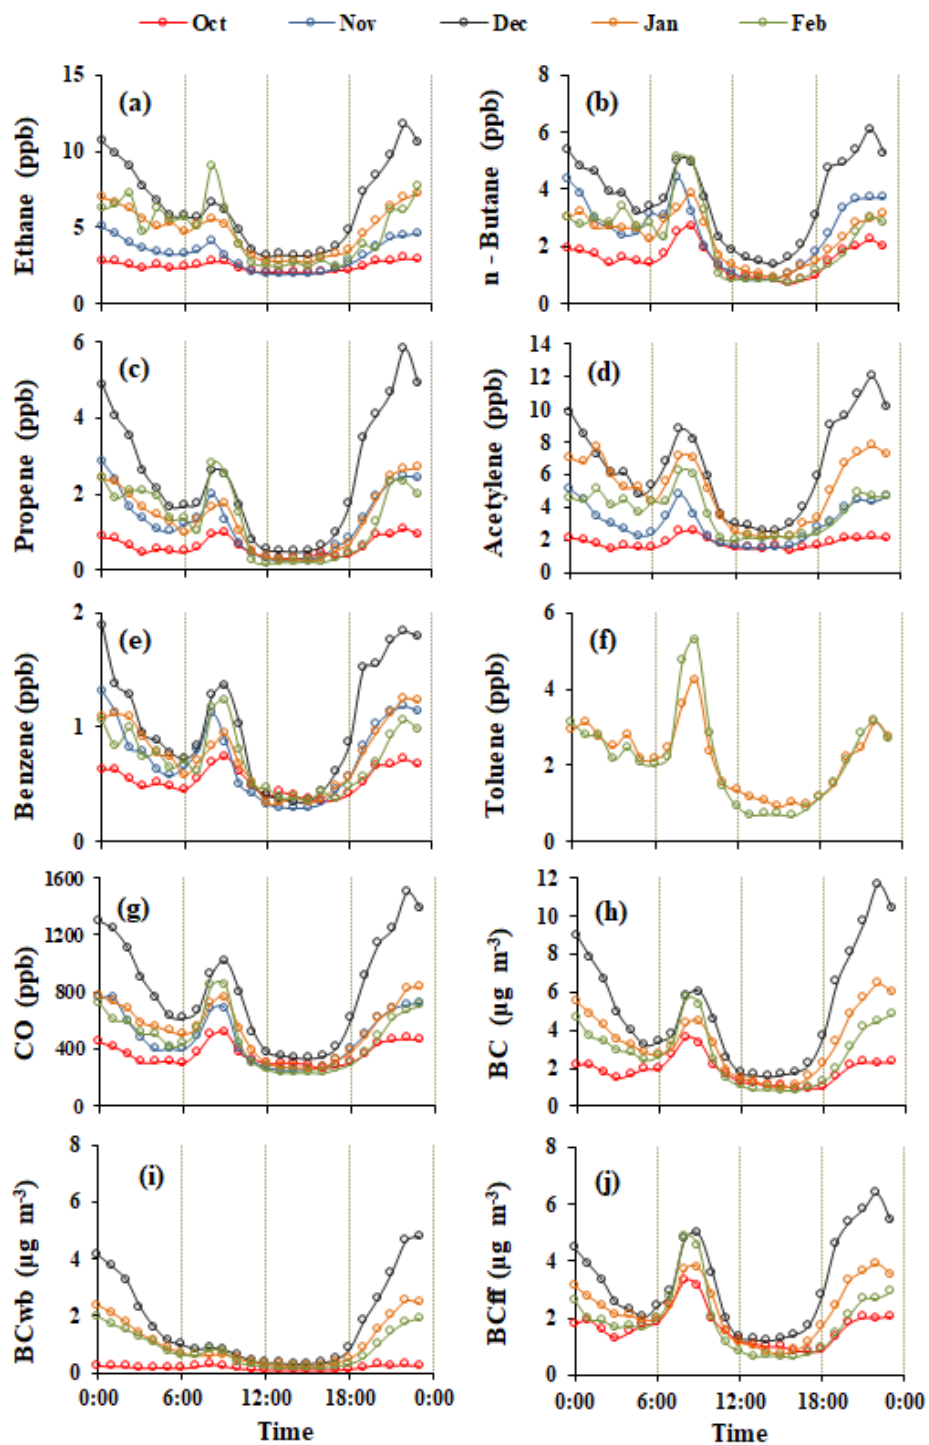 Oct Nov Dec Jan Feb
(a)
Ethane (ppb)
15
10
5
0
(b)
n - Butane (ppb)
8
6
4
2
0
(c)
Propene (ppb)
6
4
2
0
(d)
Acetylene (ppb)
14
12
10
8
6
4
2
0
(e)
Benzene (ppb)
2
1
0
(f)
Toluene (ppb)
6
4
2
0
(g)
CO (ppb)
1600
1200
800
400
0
(h)
BC (µg m-3)
12
10
8
6
4
2
0
(i)
BCwb (µg m-3)
8
6
4
2
0
0:00 6:00 12:00 18:00 0:00
Time
(j)
BCff (µg m-3)
8
6
4
2
0
0:00 6:00 12:00 18:00 0:00
Time